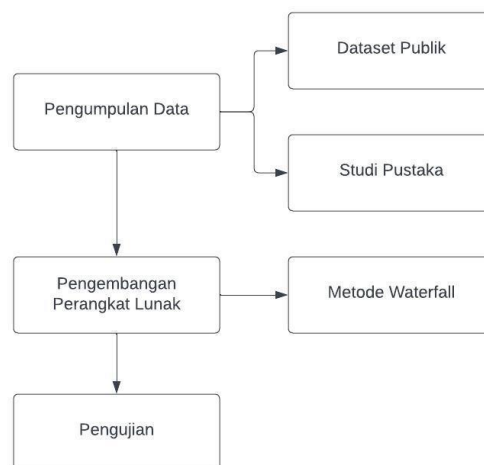 Dataset Publik
Pengumpulan Data
Studi Pustaka
Pengembangan
Perangkat Lunak
Metode Waterfall
Pengujian